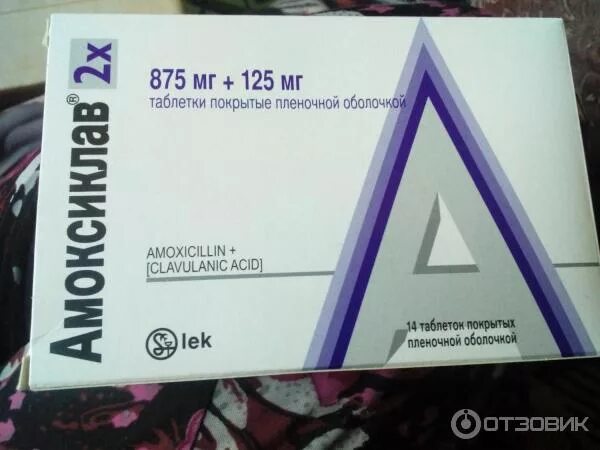 Амоксиклав® 2х
875 мг + 125 мг
таблетки покрытые пленочной оболочкой
AMOXICILLIN +
[CLAVULANIC ACID]
lek
14 таблеток покрытых
пленочной оболочкой
ОТЗОВИК